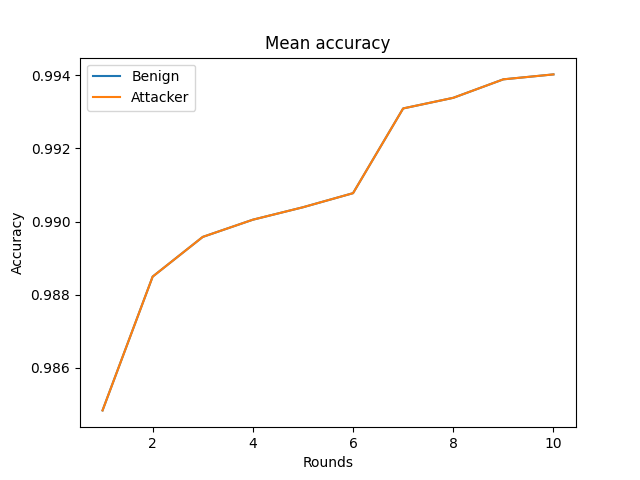 Mean accuracy
Benign
Attacker
0.994
0.992
0.990
0.988
0.986
Accuracy
2 4 6 8 10
Rounds